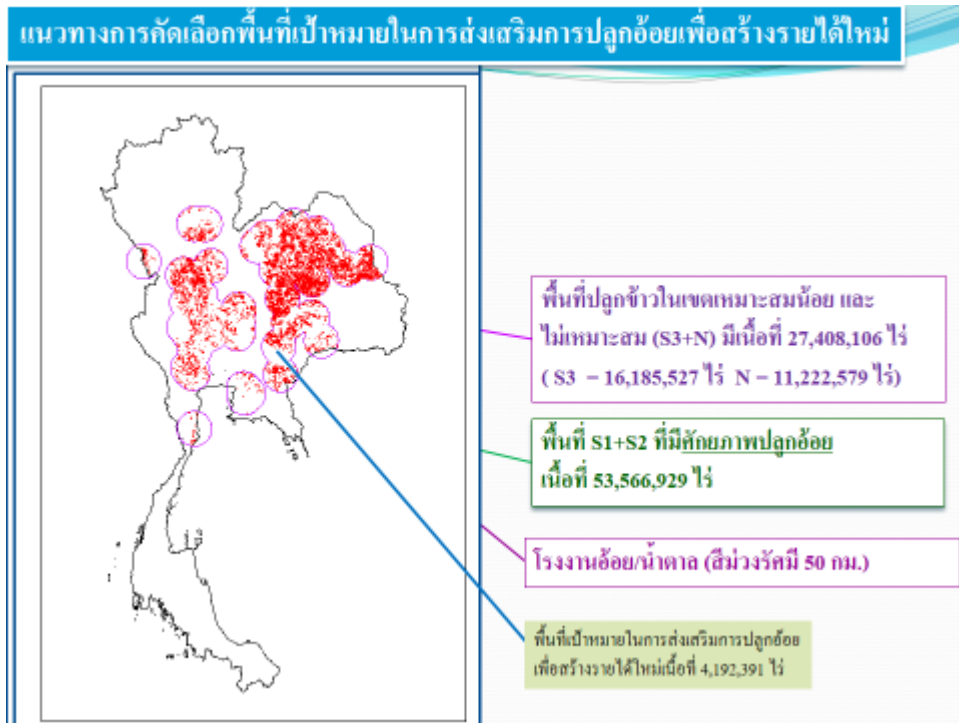 แนวทางการคัดเลือกพื้นที่เป้าหมายในการส่งเสริมการปลูกอ้อยเพื่อสร้างรายได้ใหม่
พื้นที่ปลูกข้าวในเขตเหมาะสมน้อย และ
ไม่เหมาะสม (S3+N) มีเนื้อที่ 27,408,106 ไร่
( S3 – 16,185,527 ไร่ N – 11,222,579 ไร่)
พื้นที่ S1+S2 ที่มีศักยภาพปลูกอ้อย
เนื้อที่ 53,566,929 ไร่
โรงงานอ้อย/น้ำตาล (สีม่วงรัศมี 50 กม.)
พื้นที่เป้าหมายในการส่งเสริมการปลูกอ้อย
เพื่อสร้างรายได้ใหม่เนื้อที่ 4,192,391 ไร่